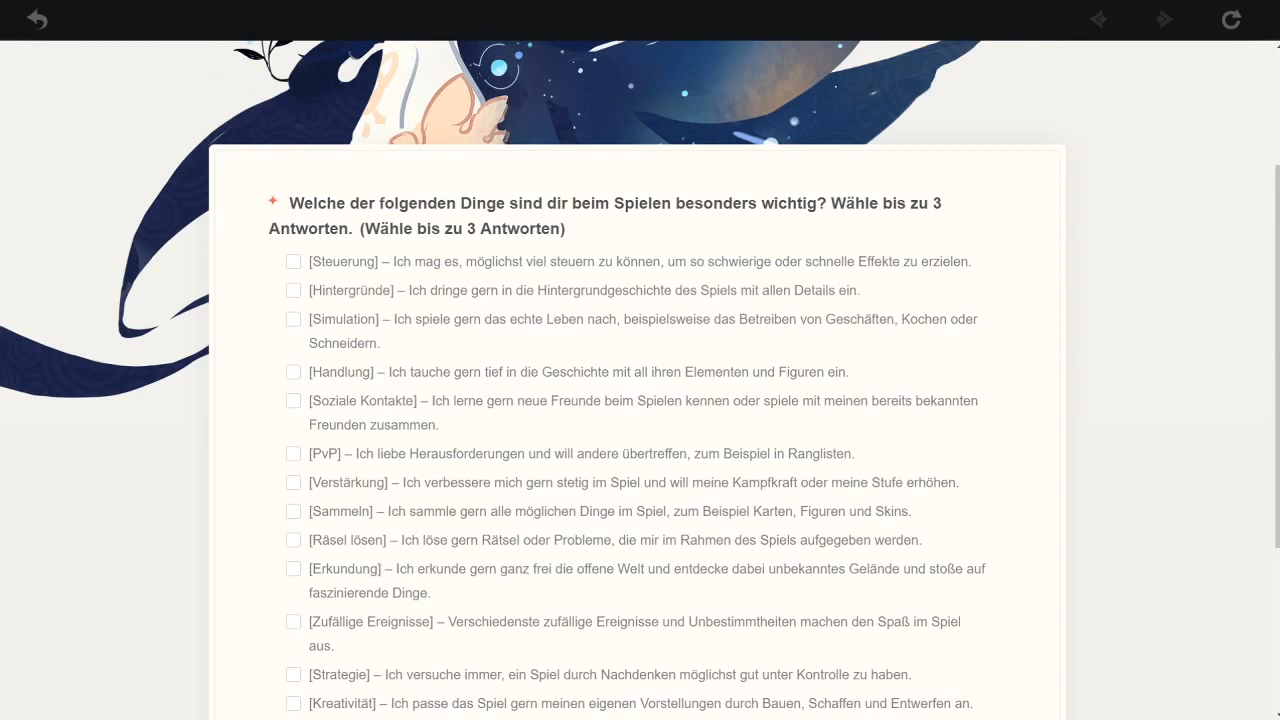 Welche der folgenden Dinge sind dir beim Spielen besonders wichtig? Wähle bis zu 3
Antworten. (Wähle bis zu 3 Antworten)
[Steuerung] – Ich mag es, möglichst viel steuern zu können, um so schwierige oder schnelle Effekte zu erzielen.
[Hintergründe] – Ich dringe gern in die Hintergrundgeschichte des Spiels mit allen Details ein.
[Simulation] – Ich spiele gern das echte Leben nach, beispielsweise das Betreiben von Geschäften, Kochen oder
Schneidern.
[Handlung] – Ich tauche gern tief in die Geschichte mit all ihren Elementen und Figuren ein.
[Soziale Kontakte] – Ich lerne gern neue Freunde beim Spielen kennen oder spiele mit meinen bereits bekannten
Freunden zusammen.
[PvP] – Ich liebe Herausforderungen und will andere übertreffen, zum Beispiel in Ranglisten.
[Verstärkung] – Ich verbessere mich gern stetig im Spiel und will meine Kampfkraft oder meine Stufe erhöhen.
[Sammeln] – Ich sammle gern alle möglichen Dinge im Spiel, zum Beispiel Karten, Figuren und Skins.
[Räsel lösen] – Ich löse gern Rätsel oder Probleme, die mir im Rahmen des Spiels aufgegeben werden.
[Erkundung] – Ich erkunde gern ganz frei die offene Welt und entdecke dabei unbekanntes Gelände und stoße auf
faszinierende Dinge.
[Zufällige Ereignisse] – Verschiedenste zufällige Ereignisse und Unbestimmtheiten machen den Spaß im Spiel
aus.
[Strategie] – Ich versuche immer, ein Spiel durch Nachdenken möglichst gut unter Kontrolle zu haben.
[Kreativität] – Ich passe das Spiel gern meinen eigenen Vorstellungen durch Bauen, Schaffen und Entwerfen an.